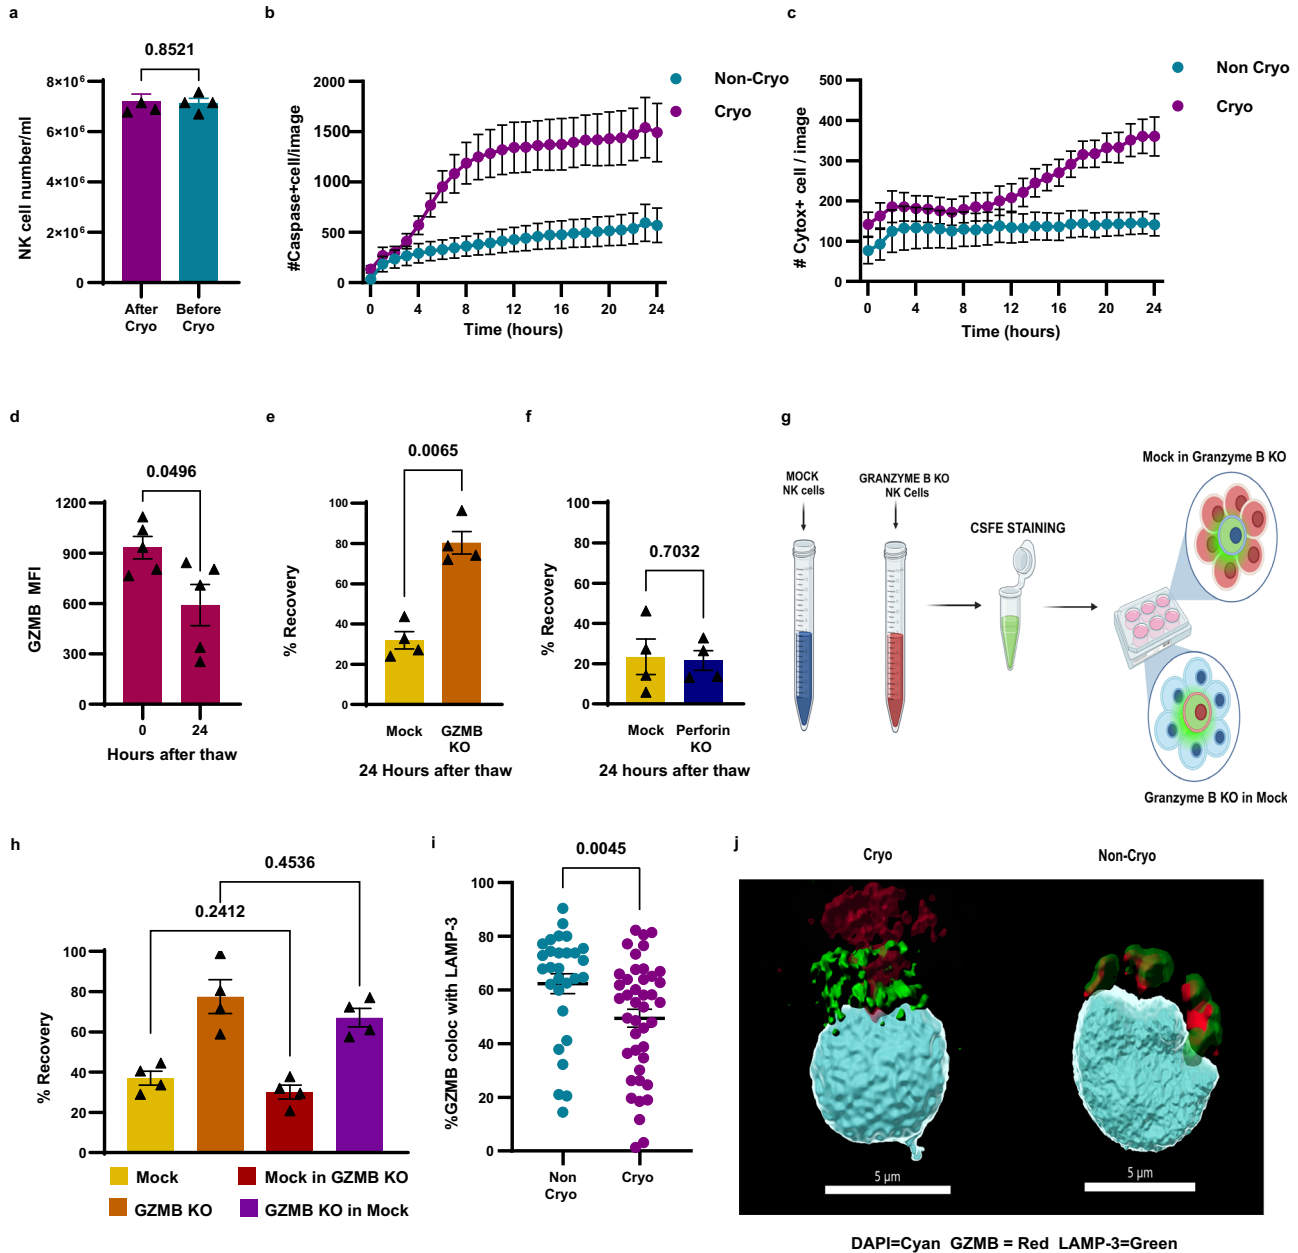 a
0.8521
8×10⁶
6×10⁶
4×10⁶
2×10⁶
0
NK cell number/ml
After Cryo
Before Cryo
b
Non-Cryo
Cryo
2000
1500
1000
500
0
#Caspase+cell/image
0 4 8 12 16 20 24
Time (hours)
c
Non Cryo
Cryo
500
400
300
200
100
0
# Cytox+ cell / image
0 4 8 12 16 20 24
Time (hours)
d
0.0496
1200
900
600
300
0
GZMB MFI
0 24
Hours after thaw
e
0.0065
100
80
60
40
20
0
% Recovery
Mock
GZMB KO
24 Hours after thaw
f
0.7032
100
80
60
40
20
0
% Recovery
Mock
Perforin KO
24 hours after thaw
g
MOCK
NK cells
GRANZYME B KO
NK Cells
CSFE STAINING
Mock in Granzyme B KO
Granzyme B KO in Mock
h
0.4536
0.2412
100
80
60
40
20
0
% Recovery
Mock
Mock in GZMB KO
GZMB KO
GZMB KO in Mock
i
0.0045
100
80
60
40
20
0
%GZMB coloc with LAMP-3
Non Cryo
Cryo
j
Cryo
Non-Cryo
5 µm
5 µm
DAPI=Cyan GZMB = Red LAMP-3=Green